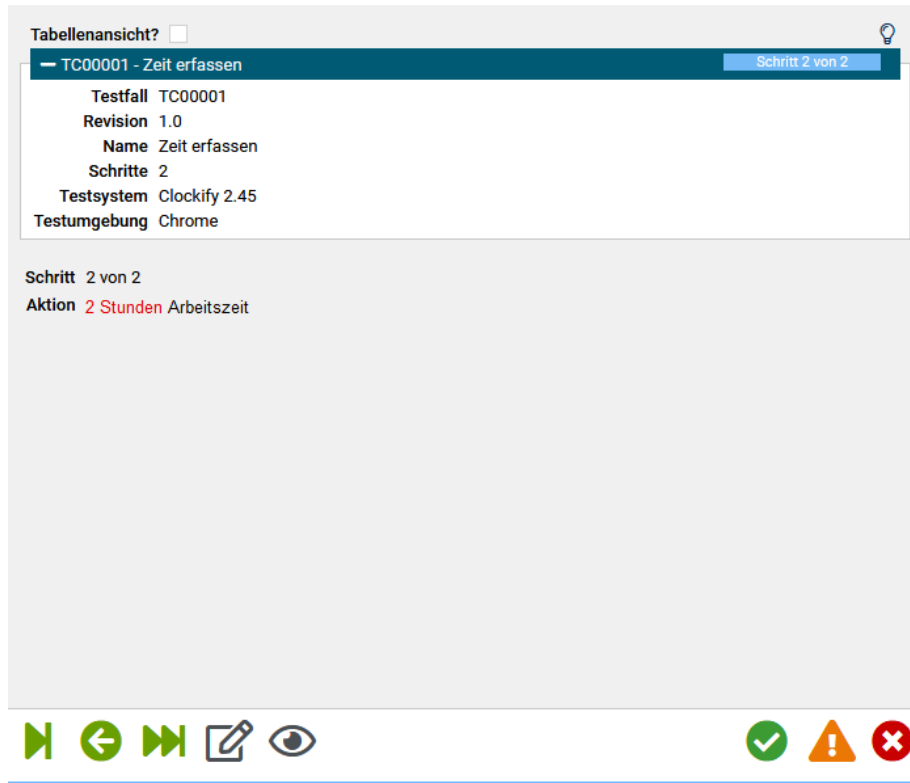 Tabellenansicht?
TC00001 - Zeit erfassen Schritt 2 von 2
Testfall TC00001
Revision 1.0
Name Zeit erfassen
Schritte 2
Testsystem Clockify 2.45
Testumgebung Chrome
Schritt 2 von 2
Aktion 2 Stunden Arbeitszeit